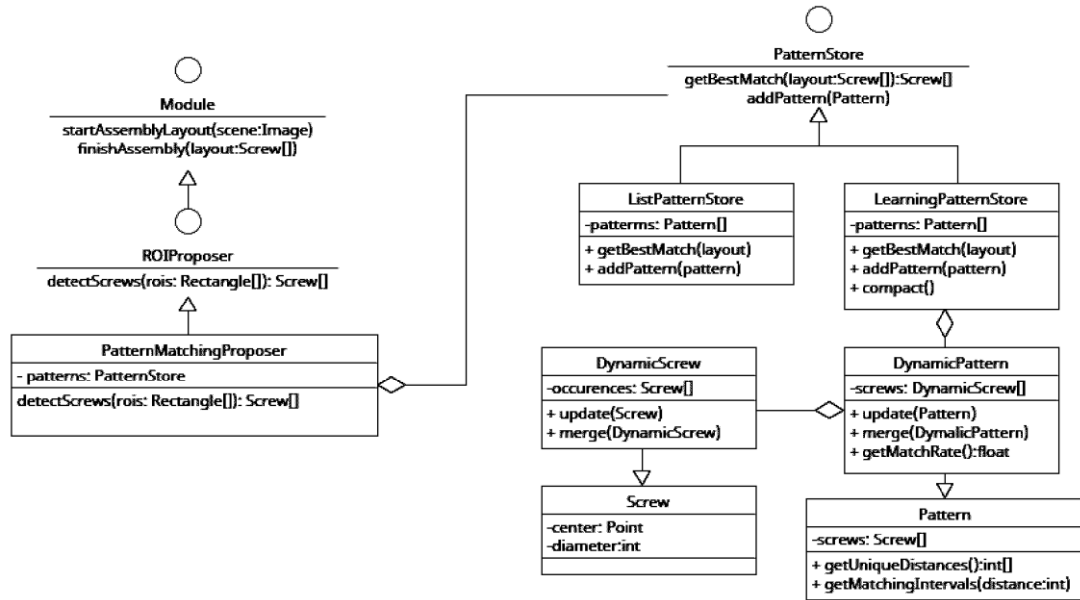 Module
startAssemblyLayout(scene:Image)
finishAssembly(layout:Screw[])
ROIProposer
detectScrews(rois: Rectangle[]): Screw[]
PatternMatchingProposer
- patterns: PatternStore
detectScrews(rois: Rectangle[]): Screw[]
PatternStore
getBestMatch(layout:Screw[]):Screw[]
addPattern(Pattern)
ListPatternStore
-patterms: Pattern[]
+ getBestMatch(layout)
+ addPattern(pattern)
LearningPatternStore
-patterns: Pattern[]
+ getBestMatch(layout)
+ addPattern(pattern)
+ compact()
DynamicScrew
-occurences: Screw[]
+ update(Screw)
+ merge(DynamicScrew)
DynamicPattern
-screws: DynamicScrew[]
+ update(Pattern)
+ merge(DymalicPattern)
+ getMatchRate():float
Screw
-center: Point
-diameter:int
Pattern
-screws: Screw[]
+ getUniqueDistances():int[]
+ getMatchingIntervals(distance:int)